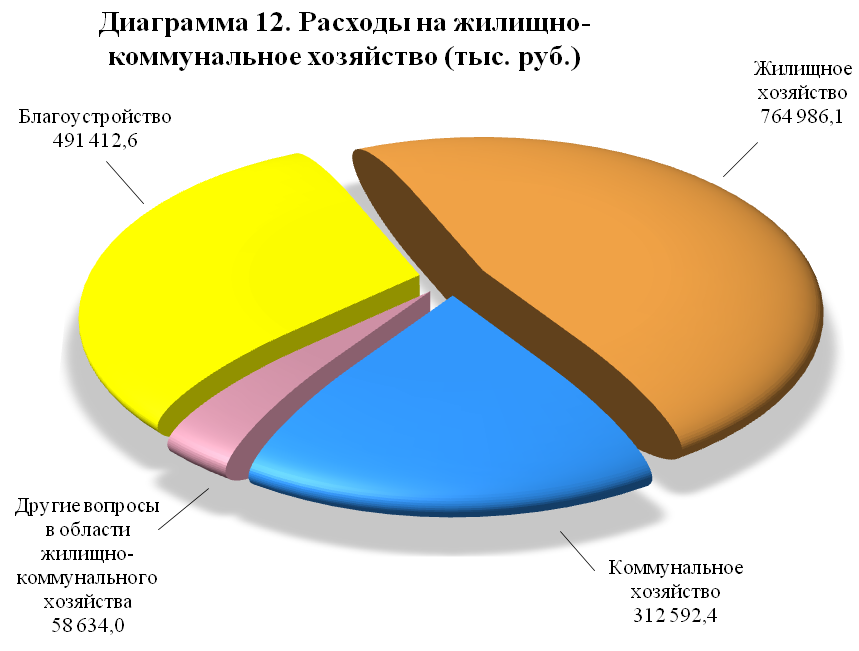 Диаграмма 12. Расходы на жилищно-
коммунальное хозяйство (тыс. руб.)
Жилищное
хозяйство
764 986,1
Благоустройство
491 412,6
Другие вопросы
в области
жилищно-
коммунального
хозяйства
58 634,0
Коммунальное
хозяйство
312 592,4